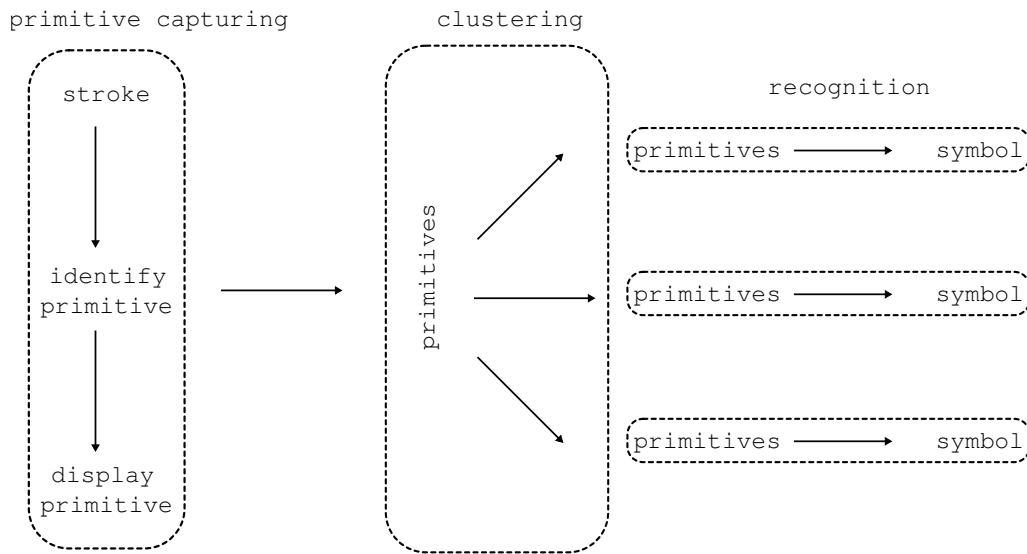 primitive capturing
stroke
identify
primitive
display
primitive
clustering
primitives
recognition
primitives symbol
primitives symbol
primitives symbol